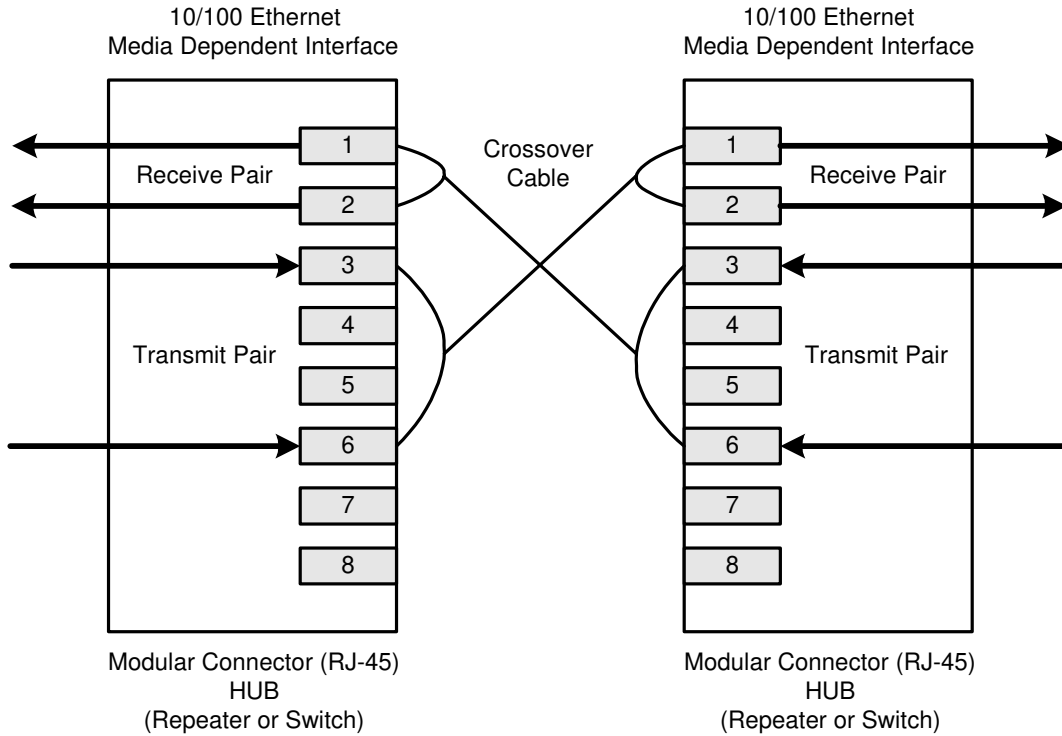 10/100 Ethernet
Media Dependent Interface
10/100 Ethernet
Media Dependent Interface
1
Receive Pair
2
3
4
Transmit Pair
5
6
7
8
Crossover
Cable
1
Receive Pair
2
3
4
Transmit Pair
5
6
7
8
Modular Connector (RJ-45)
HUB
(Repeater or Switch)
Modular Connector (RJ-45)
HUB
(Repeater or Switch)